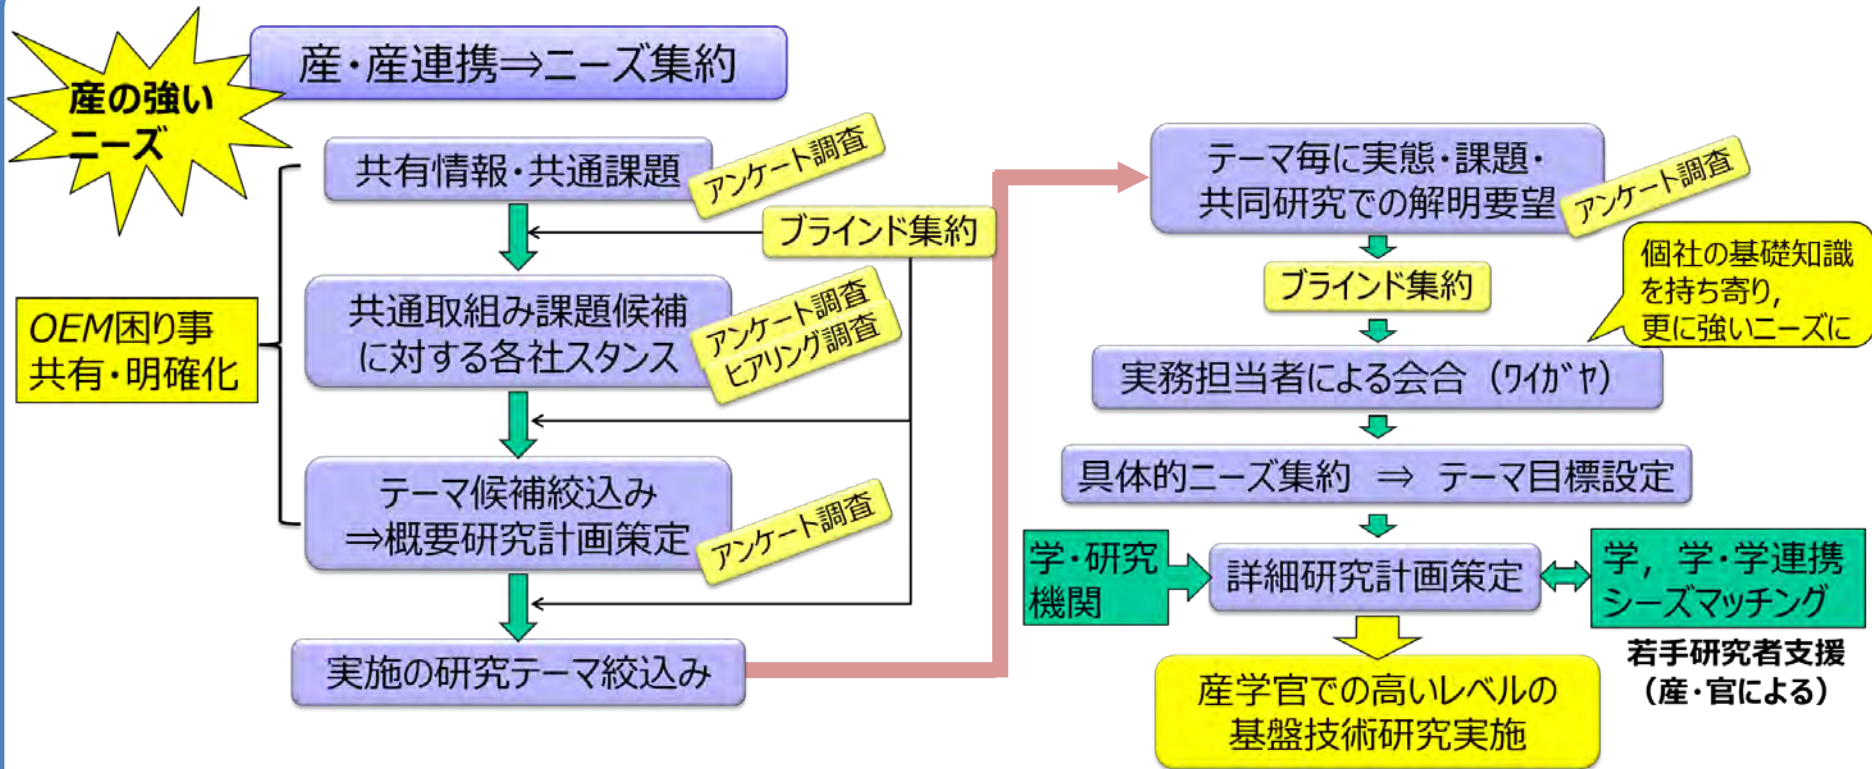 産の強い
ニーズ
産・産連携⇒ニーズ集約
共有情報・共通課題
アンケート調査
ブラインド集約
OEM困り事
共有・明確化
共通取組み課題候補
に対する各社スタンス
アンケート調査
ヒアリング調査
テーマ候補絞込み
⇒概要研究計画策定
アンケート調査
実施の研究テーマ絞込み
テーマ毎に実態・課題・
共同研究での解明要望
アンケート調査
ブラインド集約
個社の基礎知識
を持ち寄り,
更に強いニーズに
実務担当者による会合（ﾜｲｶﾞﾔ）
具体的ニーズ集約 ⇒ テーマ目標設定
学・研究
機関
詳細研究計画策定
学，学・学連携
シーズマッチング
若手研究者支援
（産・官による）
産学官での高いレベルの
基盤技術研究実施